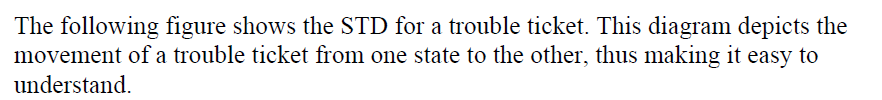 The following figure shows the STD for a trouble ticket. This diagram depicts the
movement of a trouble ticket from one state to the other, thus making it easy to
understand.